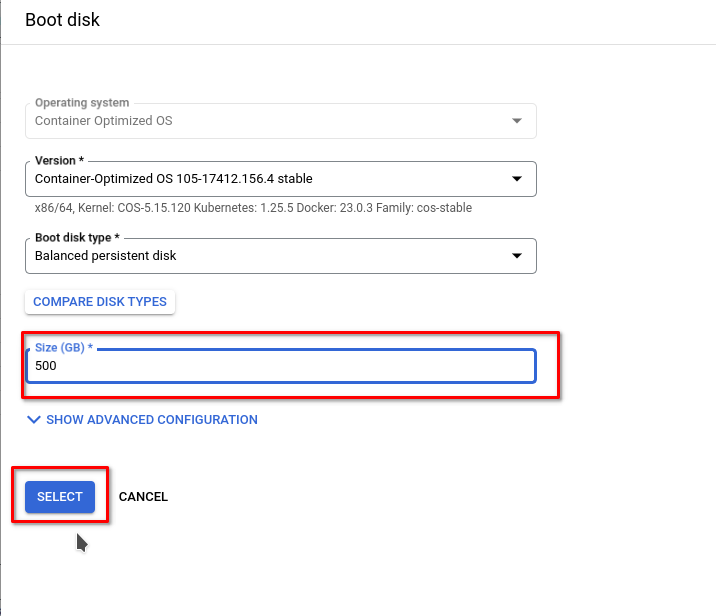 Boot disk
Operating system
Container Optimized OS
Version *
Container-Optimized OS 105-17412.156.4 stable
x86/64, Kernel: COS-5.15.120 Kubernetes: 1.25.5 Docker: 23.0.3 Family: cos-stable
Boot disk type *
Balanced persistent disk
COMPARE DISK TYPES
Size (GB) *
500
SHOW ADVANCED CONFIGURATION
SELECT CANCEL